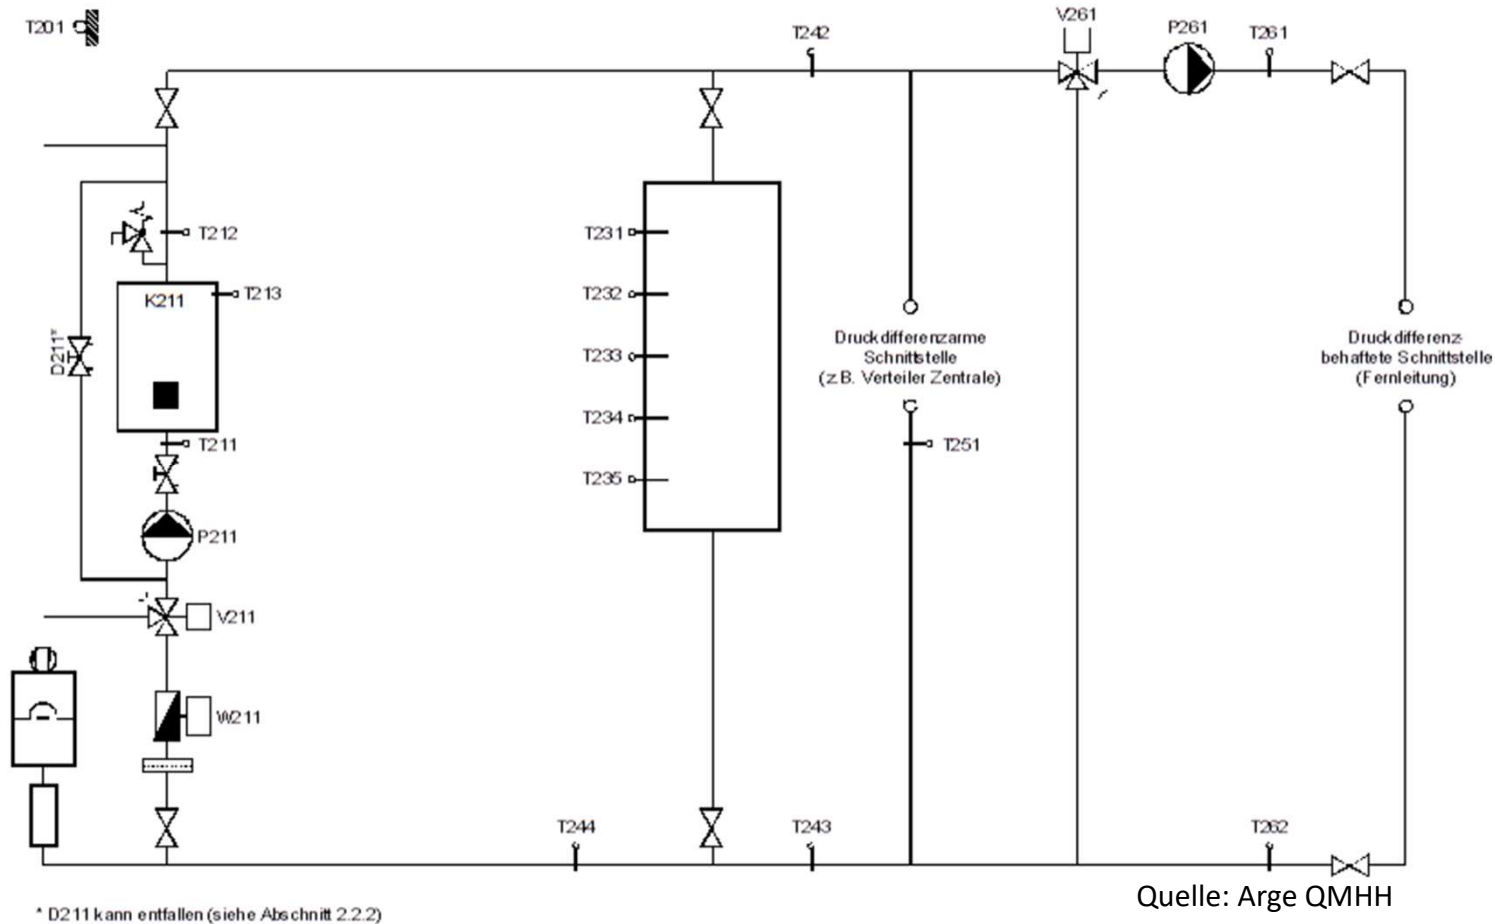 T201
V261
T242
P261
T261
T212
K211
T213
T231
T232
T233
T234
T235
D211*
Druckdifferenzarme
Schnittstelle
(z.B. Verteiler Zentrale)
Druckdifferenz-
behaftete Schnittstelle
(Fernleitung)
T211
T251
P211
V211
W211
T244
T243
T262
Quelle: Arge QMHH
* D211 kann entfallen (siehe Abschnitt 2.2.2)